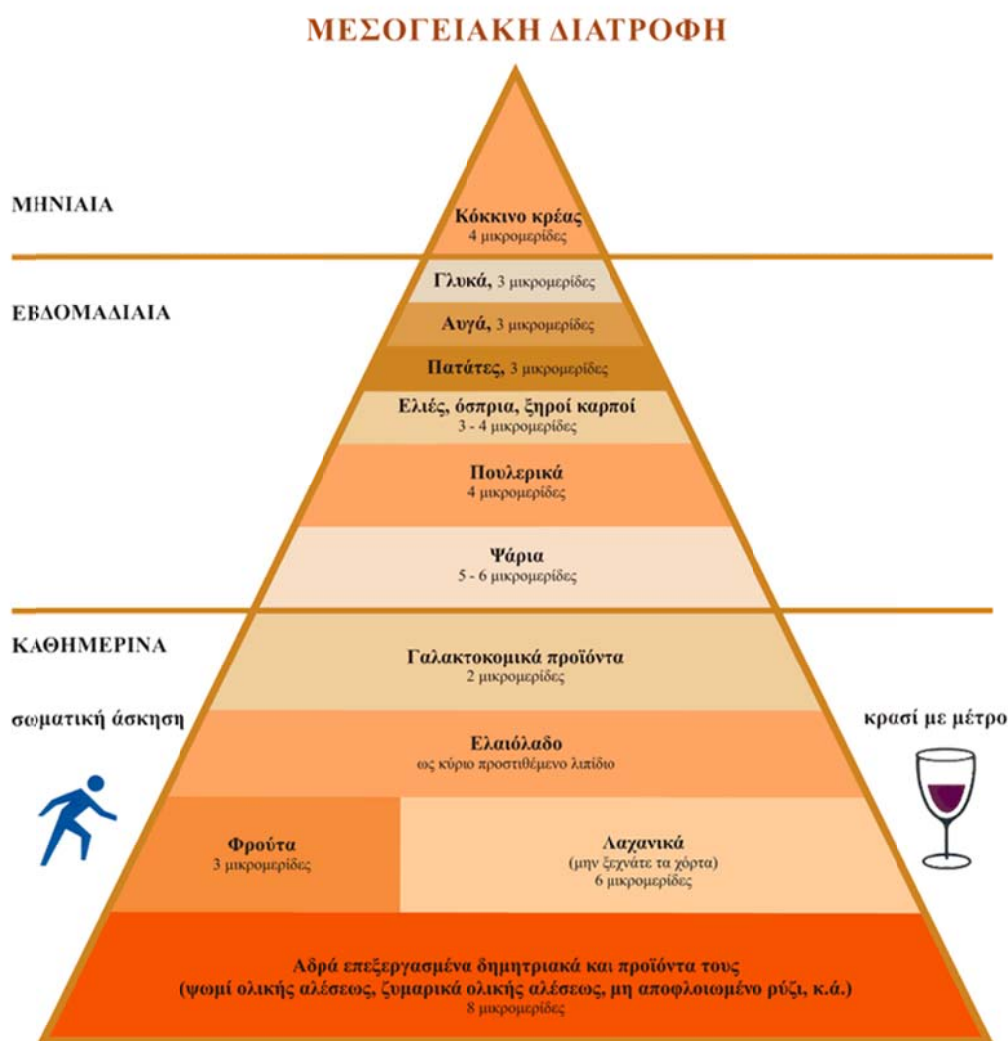 ΜΕΣΟΓΕΙΑΚΗ ΔΙΑΤΡΟΦΗ
ΜΗΝΙΑΙΑ
Κόκκινο κρέας
4 μικρομερίδες
ΕΒΔΟΜΑΔΙΑΙΑ
Γλυκά, 3 μικρομερίδες
Αυγά, 3 μικρομερίδες
Πατάτες, 3 μικρομερίδες
Ελιές, όσπρια, ξηροί καρποί
3 - 4 μικρομερίδες
Πουλερικά
4 μικρομερίδες
Ψάρια
5 - 6 μικρομερίδες
ΚΑΘΗΜΕΡΙΝΑ
Γαλακτοκομικά προϊόντα
2 μικρομερίδες
σωματική άσκηση
κρασί με μέτρο
Ελαιόλαδο
ως κύριο προστιθέμενο λιπίδιο
Φρούτα
3 μικρομερίδες
Λαχανικά
(μην ξεχνάτε τα χόρτα)
6 μικρομερίδες
Αδρά επεξεργασμένα δημητριακά και προϊόντα τους
(ψωμί ολικής αλέσεως, ζυμαρικά ολικής αλέσεως, μη αποφλοιωμένο ρύζι, κ.ά.)
8 μικρομερίδες